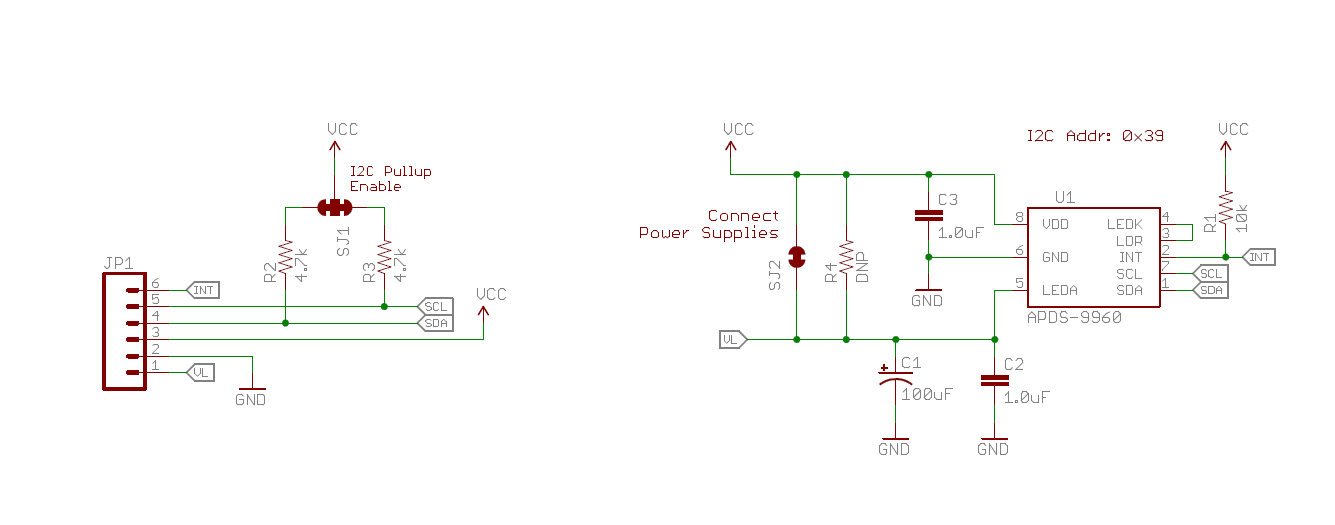 VCC
I2C Pullup
Enable
SJ1
R2
4.7k
R3
4.7k
JP1
6
INT
5
SCL
4
SDA
3
VCC
2
GND
1
VL
VCC
I2C Addr: 0x39
VCC
Connect
Power Supplies
SJ2
R4
DNP
C3
1.0uF
GND
U1
8
VDD
LEDK
4
LDR
3
6
GND
INT
2
INT
SCL
7
SCL
5
LEDA
SDA
1
SDA
APDS-9960
R1
10k
VL
C1
100uF
GND
C2
1.0uF
GND